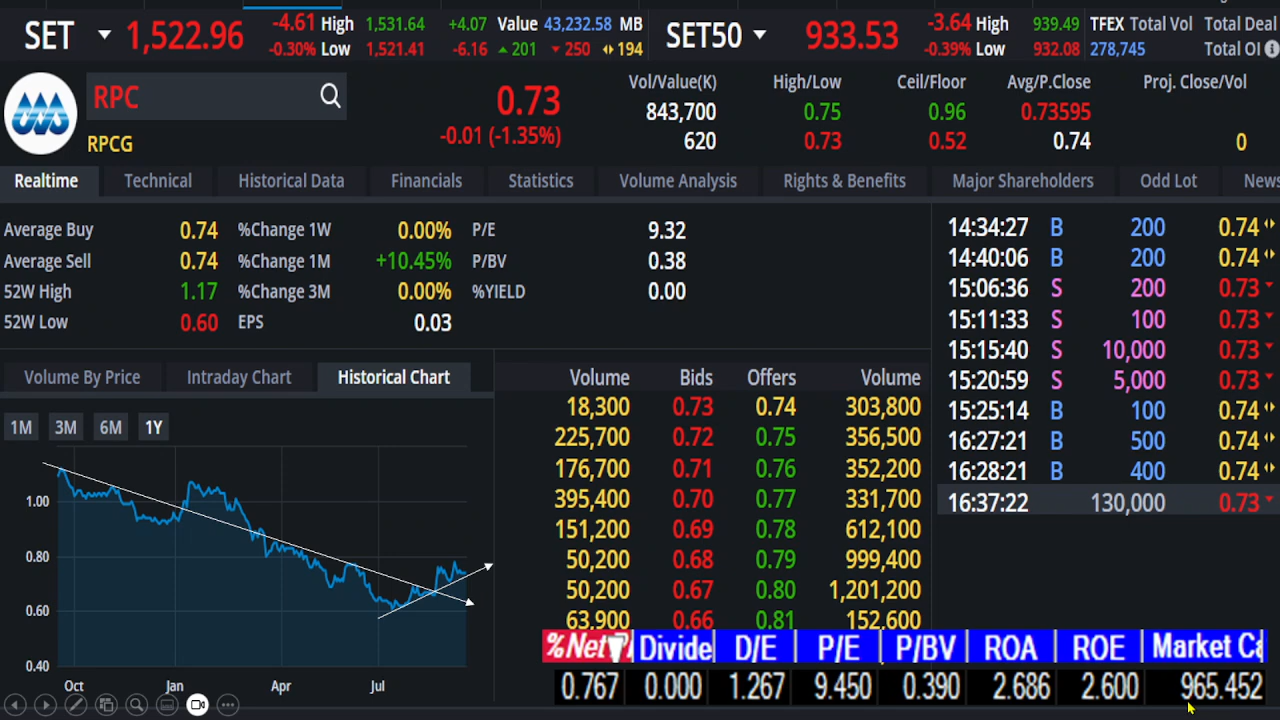 SET 1,522.96 -4.61 High 1,531.64 +4.07 Value 43,232.58 MB SET50 933.53 -3.64 High 939.49 TFEX Total Vol Total Deal
-0.30% Low 1,521.41 -6.16 201 250 194 -0.39% Low 932.08 278,745 Total OI
RPC 0.73 Vol/Value(K) High/Low Ceil/Floor Avg/P.Close Proj. Close/Vol
843,700 0.75 0.96 0.73595
RPCG -0.01 (-1.35%) 620 0.73 0.52 0.74 0
Realtime Technical Historical Data Financials Statistics Volume Analysis Rights & Benefits Major Shareholders Odd Lot News
Average Buy 0.74 %Change 1W 0.00% P/E 9.32
Average Sell 0.74 %Change 1M +10.45% P/BV 0.38
52W High 1.17 %Change 3M 0.00% %YIELD 0.00
52W Low 0.60 EPS 0.03
14:34:27 B 200 0.74
14:40:06 B 200 0.74
15:06:36 S 200 0.73
15:11:33 S 100 0.73
15:15:40 S 10,000 0.73
15:20:59 S 5,000 0.73
15:25:14 B 100 0.74
16:27:21 B 500 0.74
16:28:21 B 400 0.74
16:37:22 130,000 0.73
Volume By Price Intraday Chart Historical Chart
1M 3M 6M 1Y
1.00
0.80
0.60
0.40
Oct Jan Apr Jul
Volume Bids Offers Volume
18,300 0.73 0.74 303,800
225,700 0.72 0.75 356,500
176,700 0.71 0.76 352,200
395,400 0.70 0.77 331,700
151,200 0.69 0.78 612,100
50,200 0.68 0.79 999,400
50,200 0.67 0.80 1,201,200
63,900 0.66 0.81 152,600
%Net Divide D/E P/E P/BV ROA ROE Market Ca
0.767 0.000 1.267 9.450 0.390 2.686 2.600 965.452